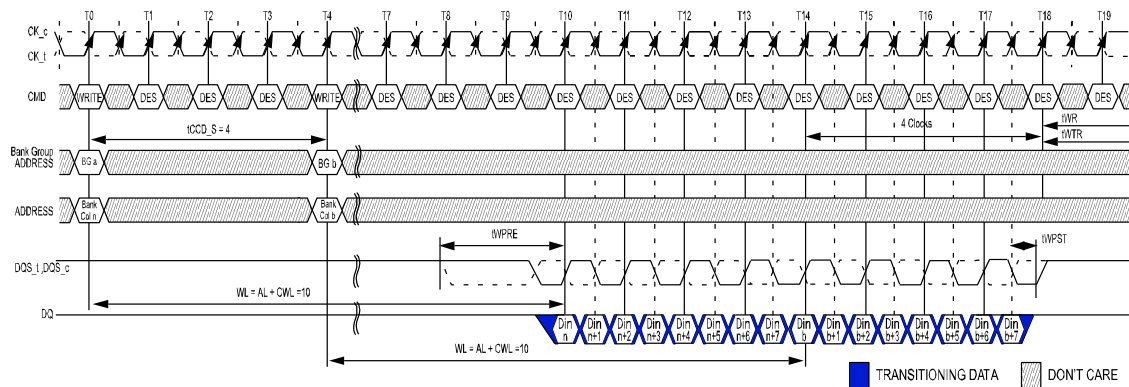 T0 T1 T2 T3 T4 T7 T8 T9 T10 T11 T12 T13 T14 T15 T16 T17 T18 T19
CK_c
CK_t
CMD WRITE DES DES DES WRITE DES DES DES DES DES DES DES DES DES DES DES DES DES
tCCD_S = 4 4 Clocks tWR
tWTR
Bank Group
ADDRESS BG a BG b
ADDRESS Bank Col n Bank Col b
tWPRE tWPST
DQS_t ,DQS_c
WL = AL + CWL =10
DQ Din n Din n+1 Din n+2 Din n+3 Din n+4 Din n+5 Din n+6 Din n+7 Din b Din b+1 Din b+2 Din b+3 Din b+4 Din b+5 Din b+6 Din b+7
WL = AL + CWL =10
TRANSITIONING DATA DON'T CARE